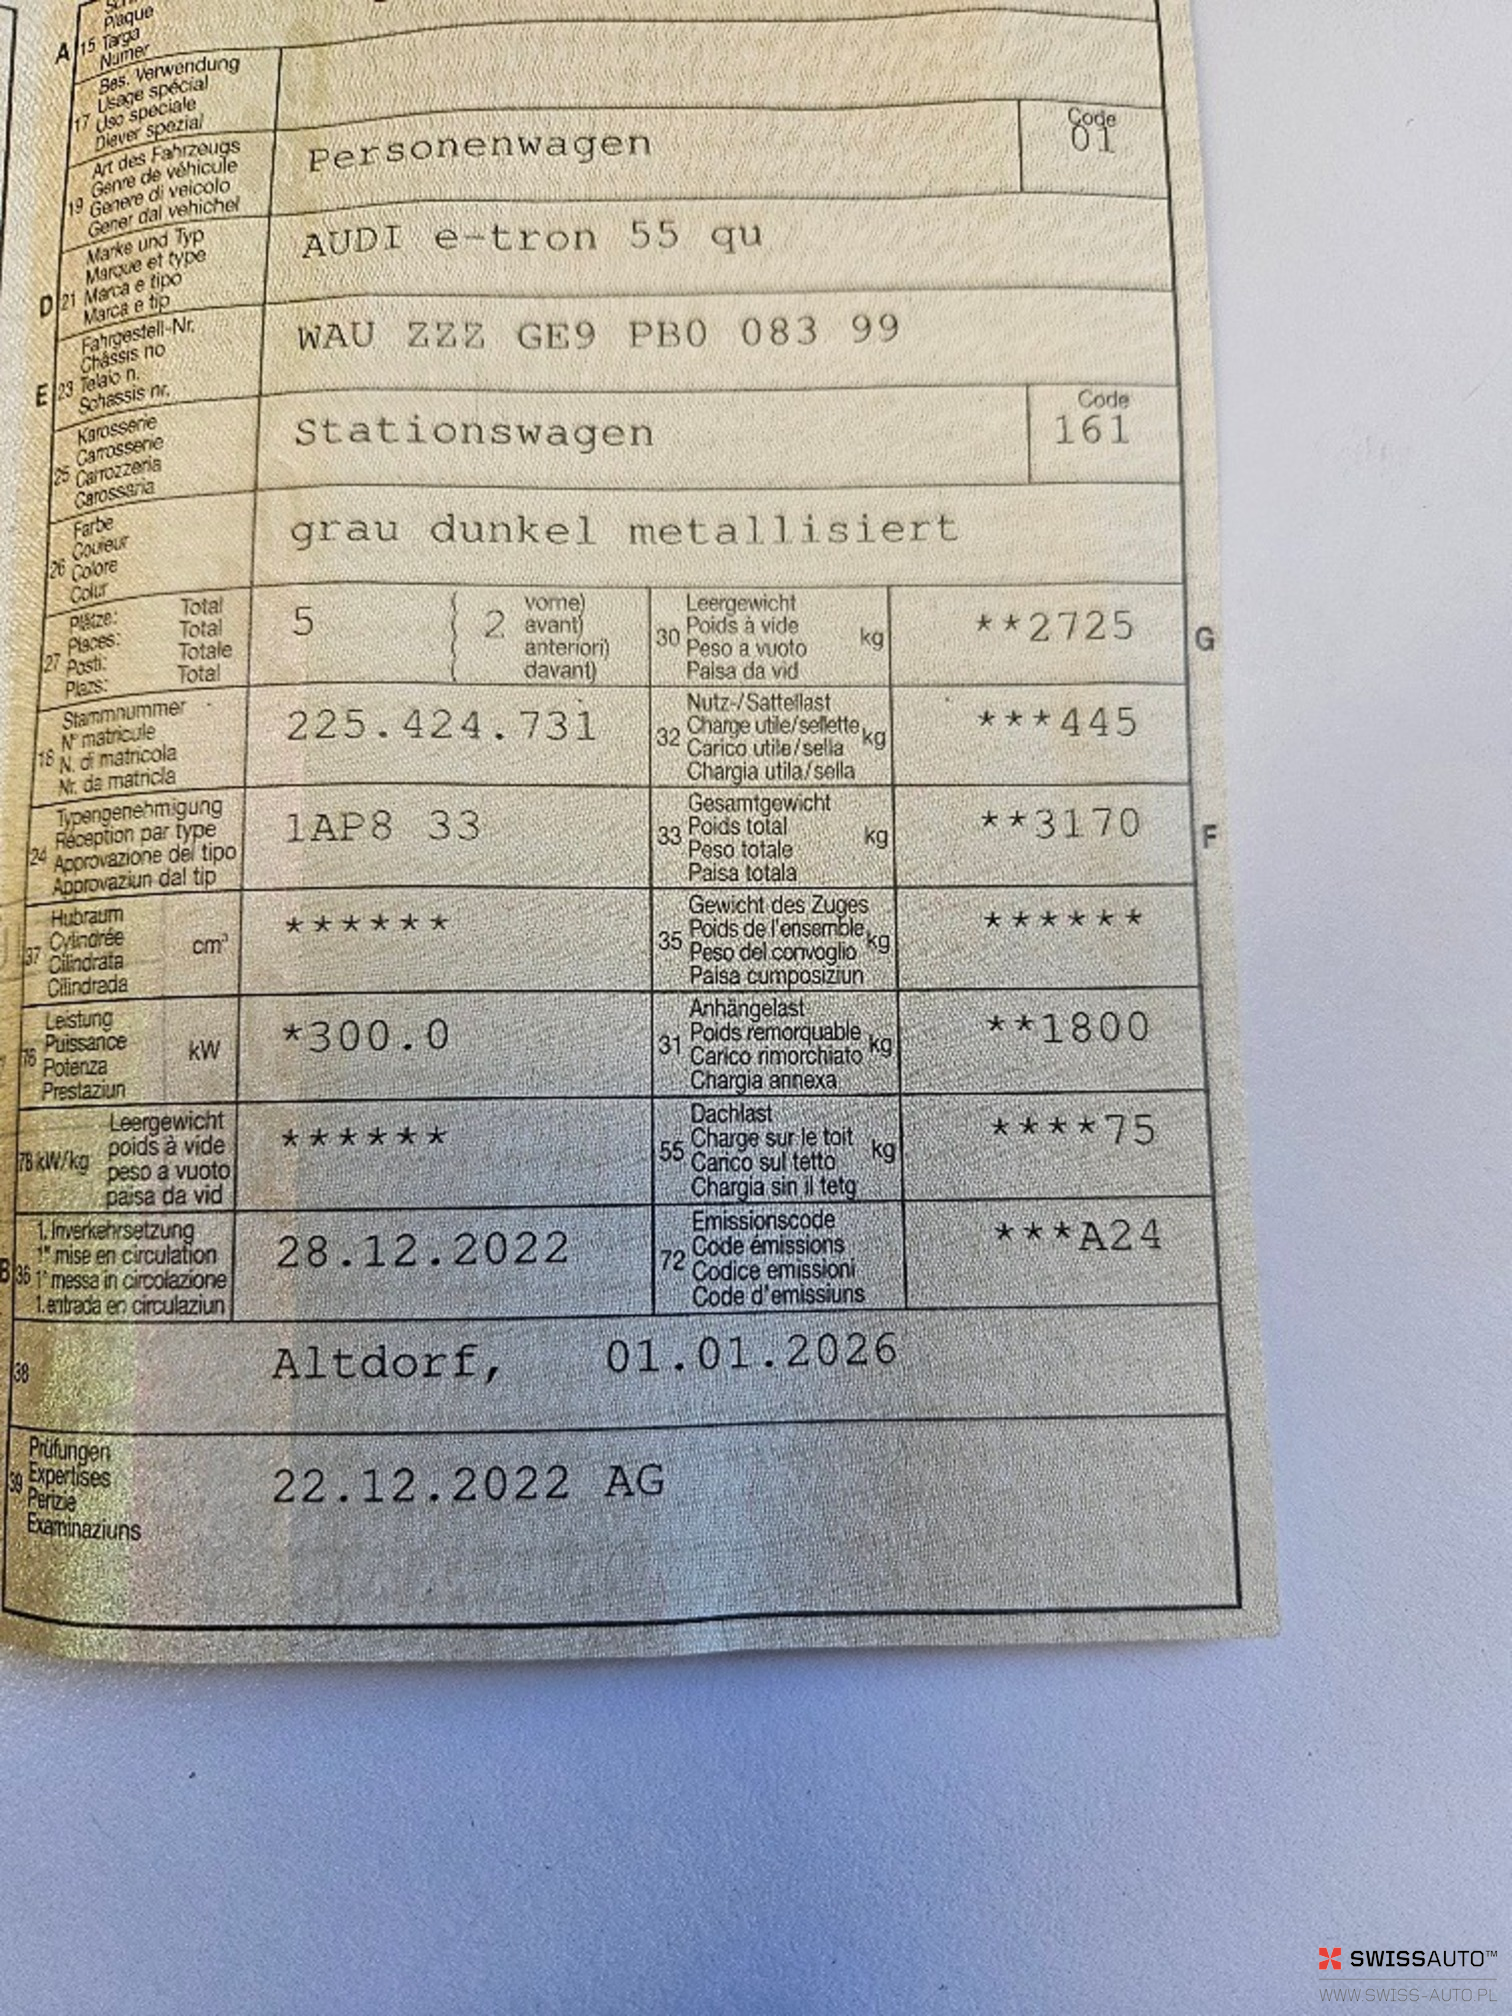 Plaque
A 15 Targa
Numer
Bes. Verwendung
Usage spécial
17 Uso speciale
Diever spezial
Art des Fahrzeugs
Genre de véhicule
19 Genere di veicolo
Gener dal vehichel
Personenwagen
Code
01
Marke und Typ
Marque et type
D 21 Marca e tipo
Marca e tip
AUDI e-tron 55 qu
Fahrgestell-Nr.
Châssis no
E 23 Telaio n.
Schassis nr.
WAU ZZZ GE9 PB0 083 99
Karosserie
Carrosserie
25 Carrozzeria
Carossaria
Stationswagen
Code
161
Farbe
Couleur
26 Colore
Colur
grau dunkel metallisiert
Plätze: Total
Places: Total
27 Posti: Totale
Plazs: Total
5 ( 2 vorne)
( avant)
( anteriori)
( davant)
Leergewicht
30 Poids à vide kg
Peso a vuoto
Paisa da vid
**2725 G
Stammnummer
N° matricule
18 N. di matricola
Nr. da matricla
225.424.731
Nutz-/Sattellast
32 Charge utile/sellette kg
Carico utile/sella
Chargia utila/sella
***445
Typengenehmigung
Réception par type
24 Approvazione del tipo
Approvaziun dal tip
1AP8 33
Gesamtgewicht
33 Poids total kg
Peso totale
Paisa totala
**3170 F
Hubraum
37 Cylindrée cm³
Cilindrata
Cilindrada
******
Gewicht des Zuges
35 Poids de l'ensemble kg
Peso del convoglio
Paisa cumposiziun
******
Leistung
76 Puissance kW
Potenza
Prestaziun
*300.0
Anhängelast
31 Poids remorquable kg
Carico rimorchiato
Chargia annexa
**1800
Leergewicht
78 kW/kg poids à vide
peso a vuoto
paisa da vid
******
Dachlast
55 Charge sur le toit kg
Carico sul tetto
Chargia sin il tetg
****75
1. Inverkehrsetzung
1re mise en circulation
B 36 1a messa in circolazione
1. entrada en circulaziun
28.12.2022
Emissionscode
72 Code émissions
Codice emissioni
Code d'emissiuns
***A24
38 Altdorf, 01.01.2026
Prüfungen
39 Expertises
Perizie
Examinaziuns
22.12.2022 AG
SWISSAUTO™
WWW.SWISS-AUTO.PL